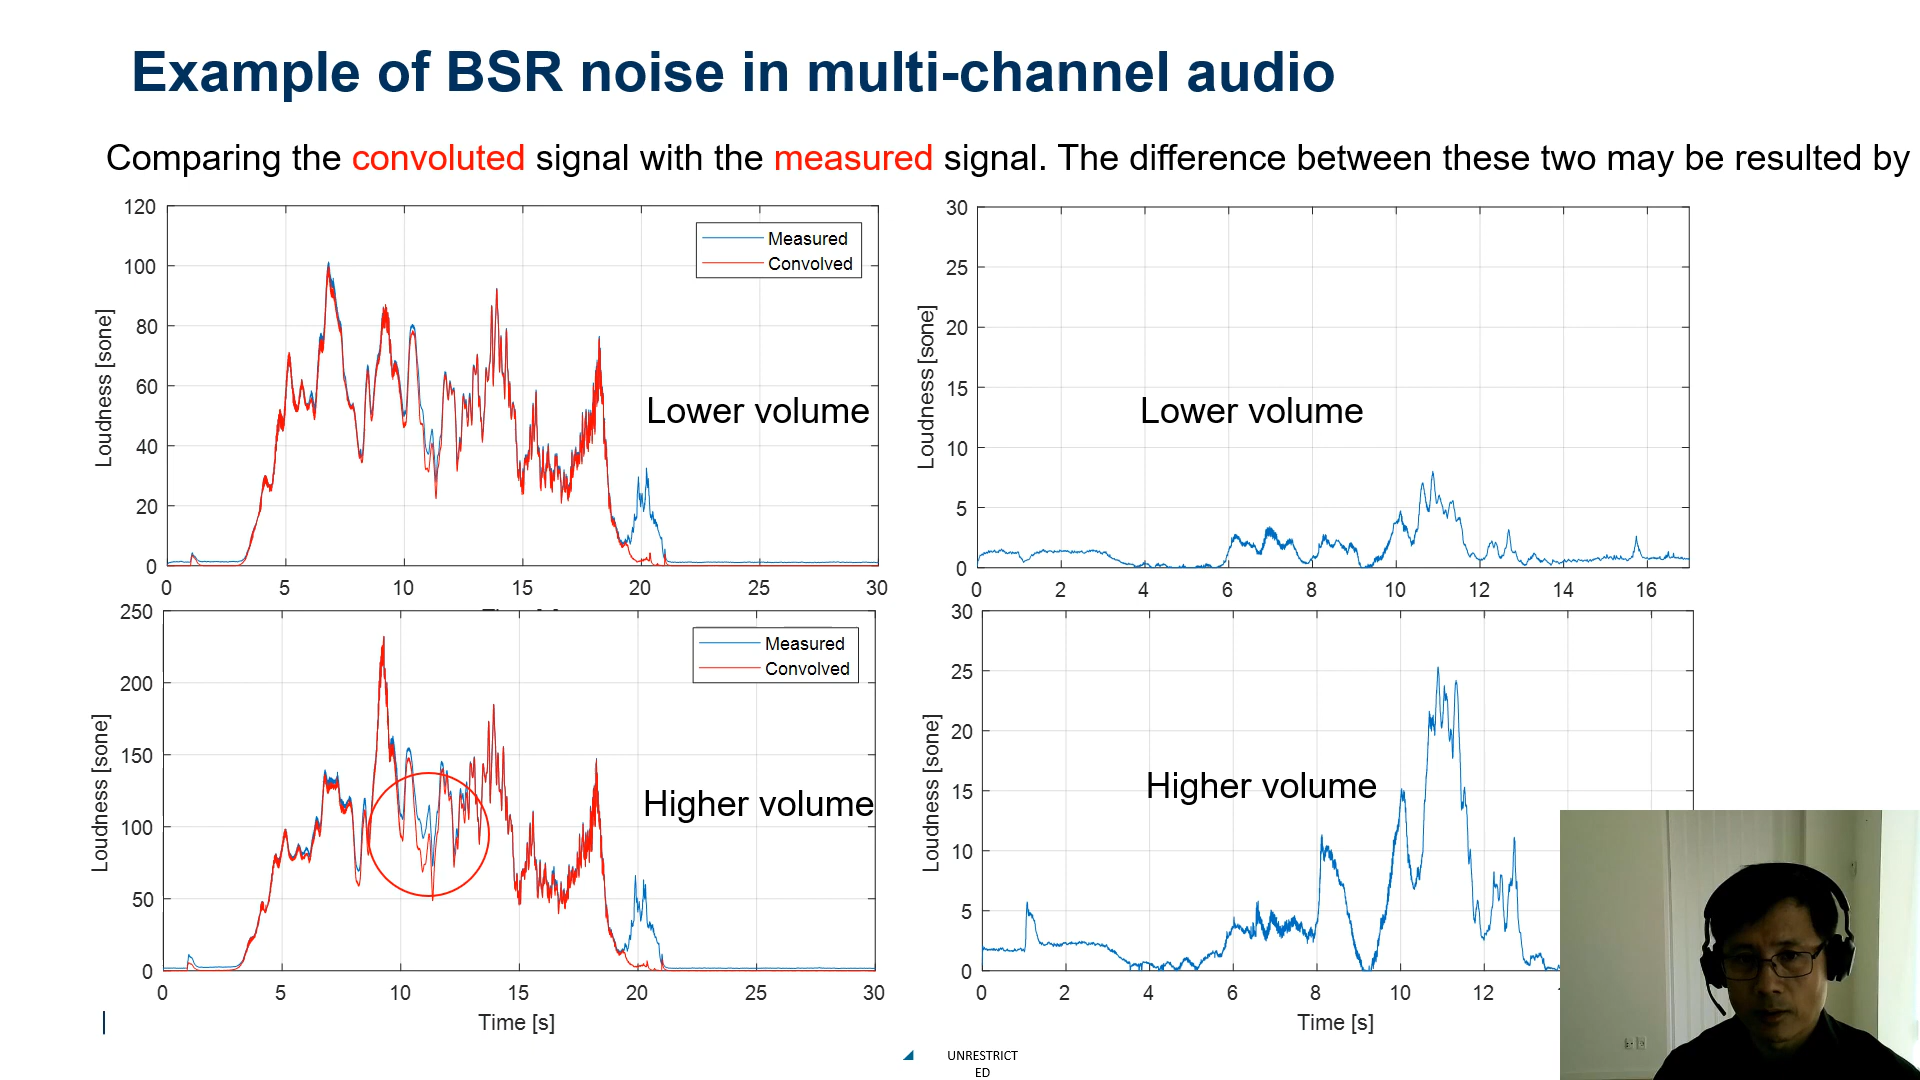 Example of BSR noise in multi-channel audio
Comparing the convoluted signal with the measured signal. The difference between these two may be resulted by
120
100
80
60
40
20
0
Loudness [sone]
Measured
Convolved
Lower volume
0 5 10 15 20 25 30
30
25
20
15
10
5
0
Loudness [sone]
Lower volume
0 2 4 6 8 10 12 14 16
250
200
150
100
50
0
Loudness [sone]
Measured
Convolved
Higher volume
0 5 10 15 20 25 30
Time [s]
30
25
20
15
10
5
0
Loudness [sone]
Higher volume
0 2 4 6 8 10 12
Time [s]
UNRESTRICT
ED